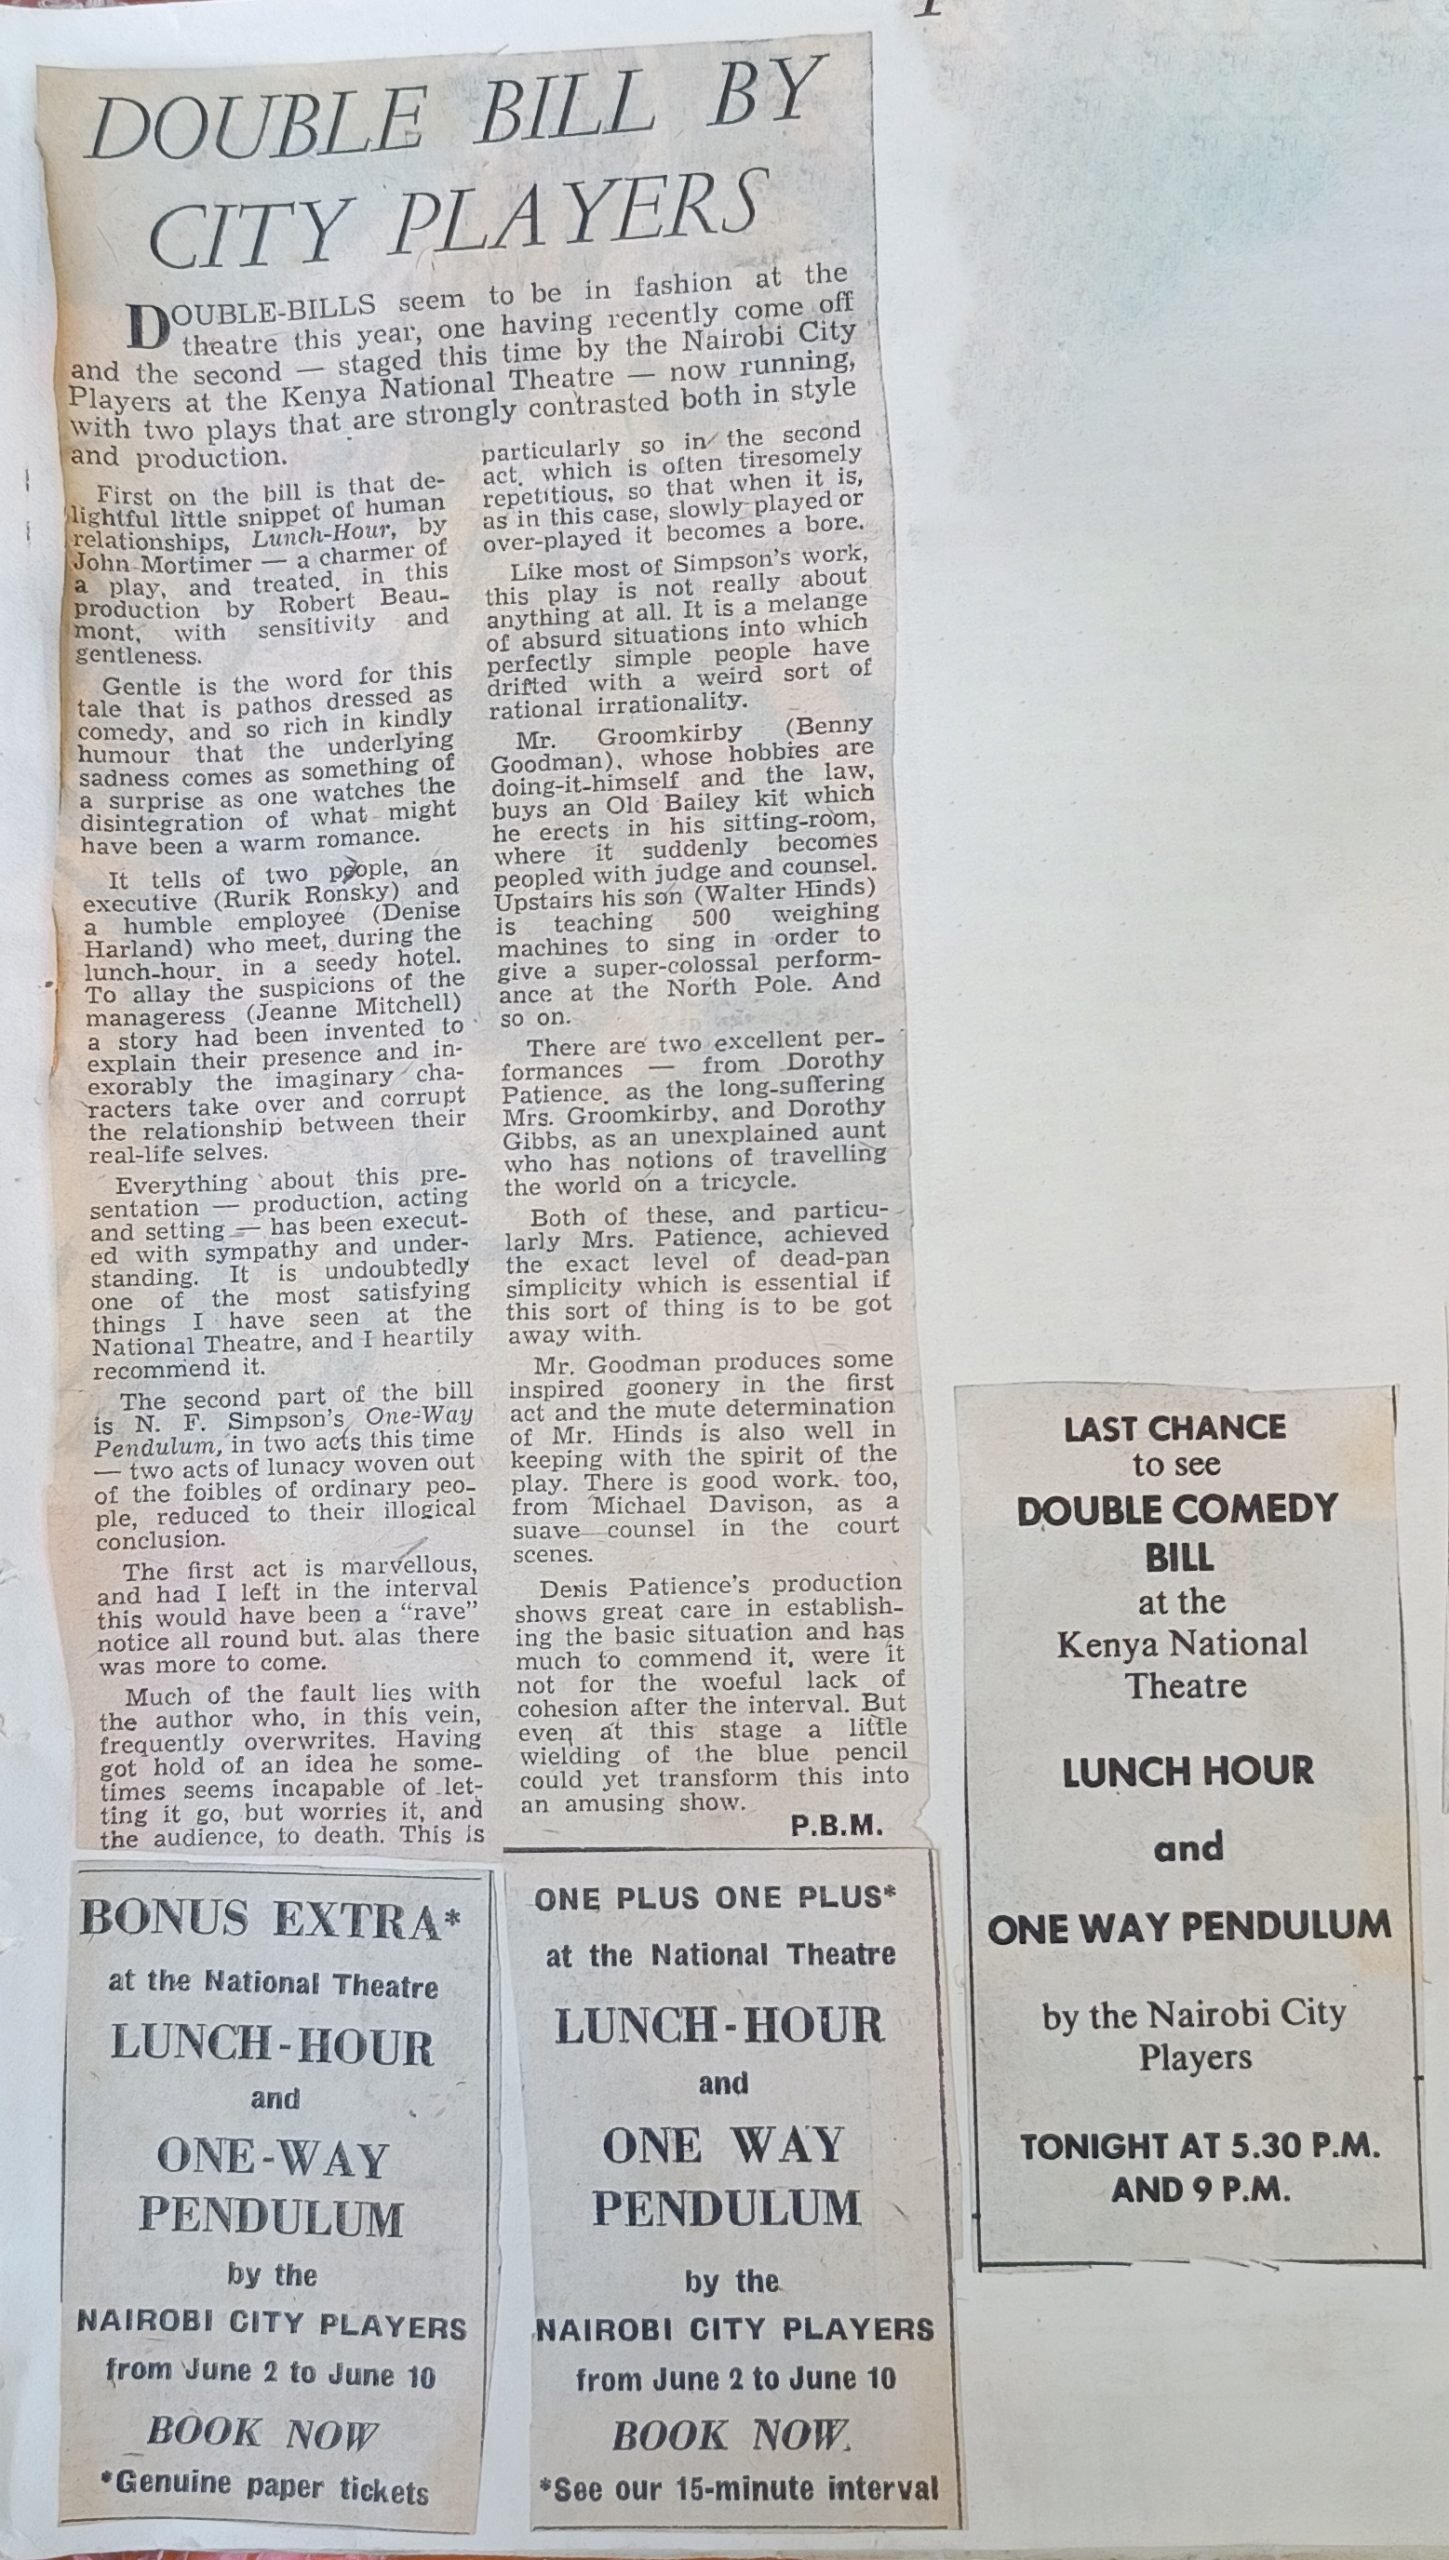 DOUBLE BILL BY
CITY PLAYERS
DOUBLE-BILLS seem to be in fashion at the
theatre this year, one having recently come off
and the second — staged this time by the Nairobi City
Players at the Kenya National Theatre — now running,
with two plays that are strongly contrasted both in style
and production.
First on the bill is that de-
lightful little snippet of human
relationships, Lunch-Hour, by
John Mortimer — a charmer of
a play, and treated, in this
production by Robert Beau-
mont, with sensitivity and
gentleness.
Gentle is the word for this
tale that is pathos dressed as
comedy, and so rich in kindly
humour that the underlying
sadness comes as something of
a surprise as one watches the
disintegration of what might
have been a warm romance.
It tells of two people, an
executive (Rurik Ronsky) and
a humble employee (Denise
Harland) who meet, during the
lunch-hour, in a seedy hotel.
To allay the suspicions of the
manageress (Jeanne Mitchell)
a story had been invented to
explain their presence and in-
exorably the imaginary cha-
racters take over and corrupt
the relationship between their
real-life selves.
Everything about this pre-
sentation — production, acting
and setting — has been execut-
ed with sympathy and under-
standing. It is undoubtedly
one of the most satisfying
things I have seen at the
National Theatre, and I heartily
recommend it.
The second part of the bill
is N. F. Simpson's One-Way
Pendulum, in two acts this time
— two acts of lunacy woven out
of the foibles of ordinary peo-
ple, reduced to their illogical
conclusion.
The first act is marvellous,
and had I left in the interval
this would have been a "rave"
notice all round but. alas there
was more to come.
Much of the fault lies with
the author who, in this vein,
frequently overwrites. Having
got hold of an idea he some-
times seems incapable of let-
ting it go, but worries it, and
the audience, to death. This is
particularly so in the second
act, which is often tiresomely
repetitious, so that when it is,
as in this case, slowly played or
over-played it becomes a bore.
Like most of Simpson's work,
this play is not really about
anything at all. It is a melange
of absurd situations into which
perfectly simple people have
drifted with a weird sort of
rational irrationality.
Mr. Groomkirby (Benny
Goodman), whose hobbies are
doing-it-himself and the law,
buys an Old Bailey kit which
he erects in his sitting-room,
where it suddenly becomes
peopled with judge and counsel.
Upstairs his son (Walter Hinds)
is teaching 500 weighing
machines to sing in order to
give a super-colossal perform-
ance at the North Pole. And
so on.
There are two excellent per-
formances — from Dorothy
Patience, as the long-suffering
Mrs. Groomkirby, and Dorothy
Gibbs, as an unexplained aunt
who has notions of travelling
the world on a tricycle.
Both of these, and particu-
larly Mrs. Patience, achieved
the exact level of dead-pan
simplicity which is essential if
this sort of thing is to be got
away with.
Mr. Goodman produces some
inspired goonery in the first
act and the mute determination
of Mr. Hinds is also well in
keeping with the spirit of the
play. There is good work. too,
from Michael Davison, as a
suave counsel in the court
scenes.
Denis Patience's production
shows great care in establish-
ing the basic situation and has
much to commend it, were it
not for the woeful lack of
cohesion after the interval. But
even at this stage a little
wielding of the blue pencil
could yet transform this into
an amusing show.
P.B.M.
BONUS EXTRA*
at the National Theatre
LUNCH-HOUR
and
ONE-WAY
PENDULUM
by the
NAIROBI CITY PLAYERS
from June 2 to June 10
BOOK NOW
*Genuine paper tickets
ONE PLUS ONE PLUS*
at the National Theatre
LUNCH-HOUR
and
ONE WAY
PENDULUM
by the
NAIROBI CITY PLAYERS
from June 2 to June 10
BOOK NOW.
*See our 15-minute interval
LAST CHANCE
to see
DOUBLE COMEDY
BILL
at the
Kenya National
Theatre
LUNCH HOUR
and
ONE WAY PENDULUM
by the Nairobi City
Players
TONIGHT AT 5.30 P.M.
AND 9 P.M.